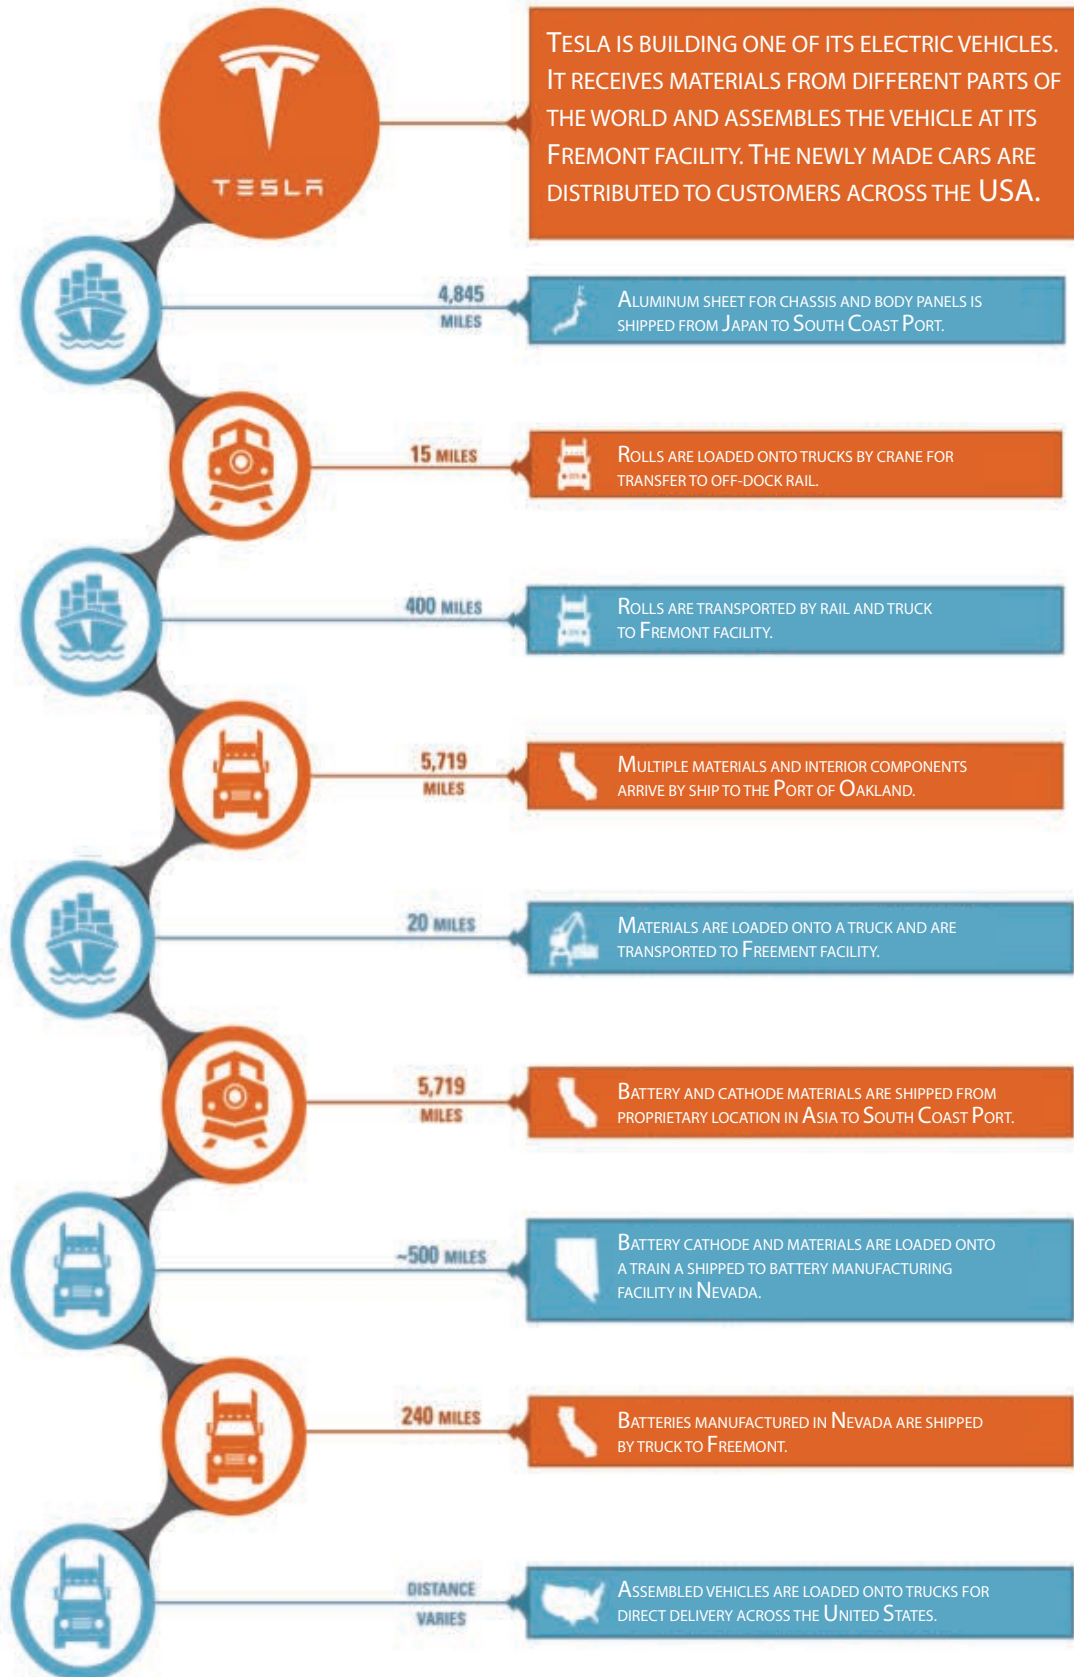 TESLA
TESLA IS BUILDING ONE OF ITS ELECTRIC VEHICLES.
IT RECEIVES MATERIALS FROM DIFFERENT PARTS OF
THE WORLD AND ASSEMBLES THE VEHICLE AT ITS
FREMONT FACILITY. THE NEWLY MADE CARS ARE
DISTRIBUTED TO CUSTOMERS ACROSS THE USA.
4,845
MILES
ALUMINUM SHEET FOR CHASSIS AND BODY PANELS IS
SHIPPED FROM JAPAN TO SOUTH COAST PORT.
15 MILES
ROLLS ARE LOADED ONTO TRUCKS BY CRANE FOR
TRANSFER TO OFF-DOCK RAIL.
400 MILES
ROLLS ARE TRANSPORTED BY RAIL AND TRUCK
TO FREMONT FACILITY.
5,719
MILES
MULTIPLE MATERIALS AND INTERIOR COMPONENTS
ARRIVE BY SHIP TO THE PORT OF OAKLAND.
20 MILES
MATERIALS ARE LOADED ONTO A TRUCK AND ARE
TRANSPORTED TO FREEMENT FACILITY.
5,719
MILES
BATTERY AND CATHODE MATERIALS ARE SHIPPED FROM
PROPRIETARY LOCATION IN ASIA TO SOUTH COAST PORT.
~500 MILES
BATTERY CATHODE AND MATERIALS ARE LOADED ONTO
A TRAIN A SHIPPED TO BATTERY MANUFACTURING
FACILITY IN NEVADA.
240 MILES
BATTERIES MANUFACTURED IN NEVADA ARE SHIPPED
BY TRUCK TO FREEMONT.
DISTANCE
VARIES
ASSEMBLED VEHICLES ARE LOADED ONTO TRUCKS FOR
DIRECT DELIVERY ACROSS THE UNITED STATES.